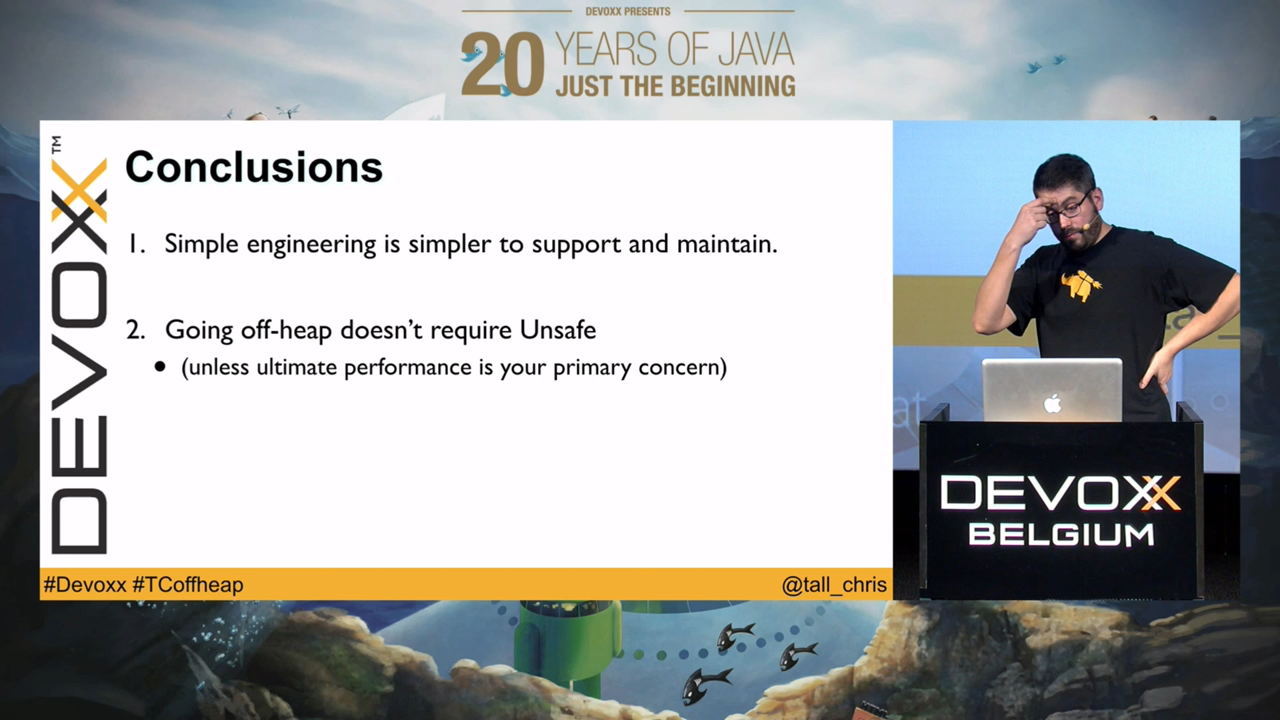 DEVOXX PRESENTS
20 YEARS OF JAVA
JUST THE BEGINNING
DEVOXX™
Conclusions
1. Simple engineering is simpler to support and maintain.
2. Going off-heap doesn't require Unsafe
• (unless ultimate performance is your primary concern)
#Devoxx #TCoffheap
@tall_chris
DEVOXX
BELGIUM